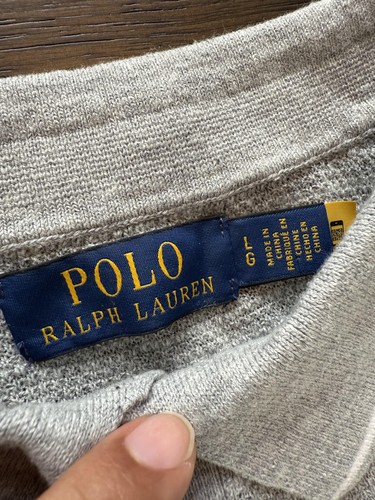 POLO
RALPH LAUREN
L
G
MADE IN
CHINA
FABRIQUÉ EN
CHINE
HECHO EN
CHINA